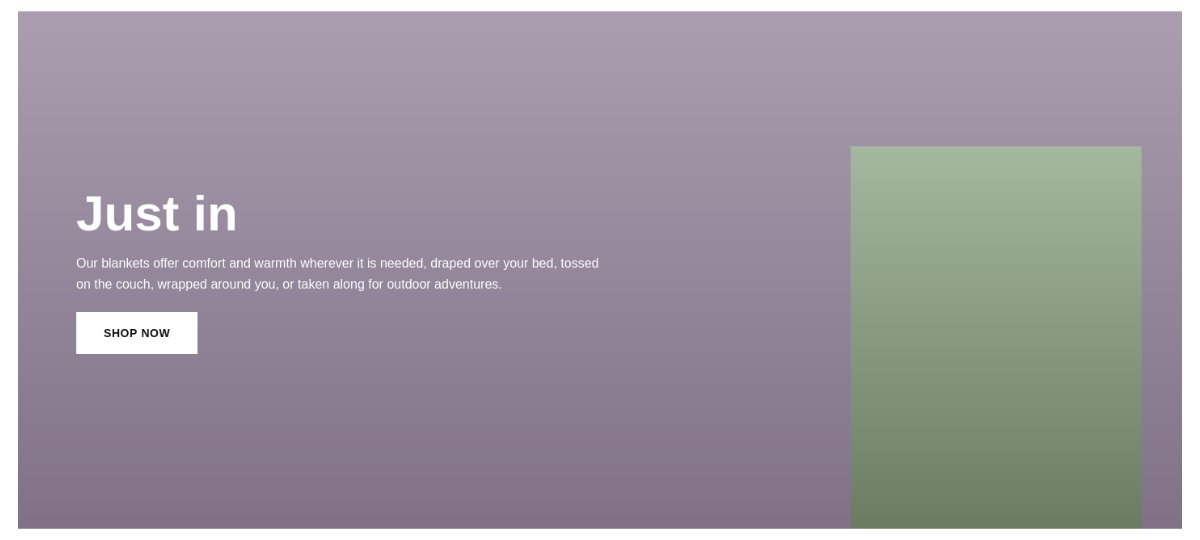 Just in
Our blankets offer comfort and warmth wherever it is needed, draped over your bed, tossed
on the couch, wrapped around you, or taken along for outdoor adventures.
SHOP NOW